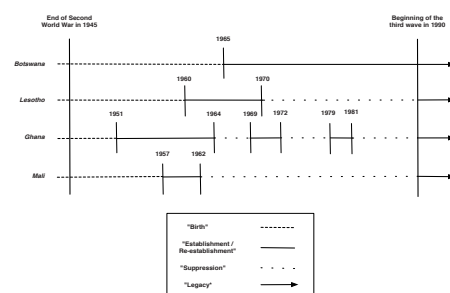 End of Second
World War in 1945
Beginning of the
third wave in 1990
1965
Botswana
1960
1970
Lesotho
1951
1964
1969
1972
1979
1981
Ghana
1957
1962
Mali
"Birth"
"Establishment /
Re-establishment"
"Suppression"
"Legacy"